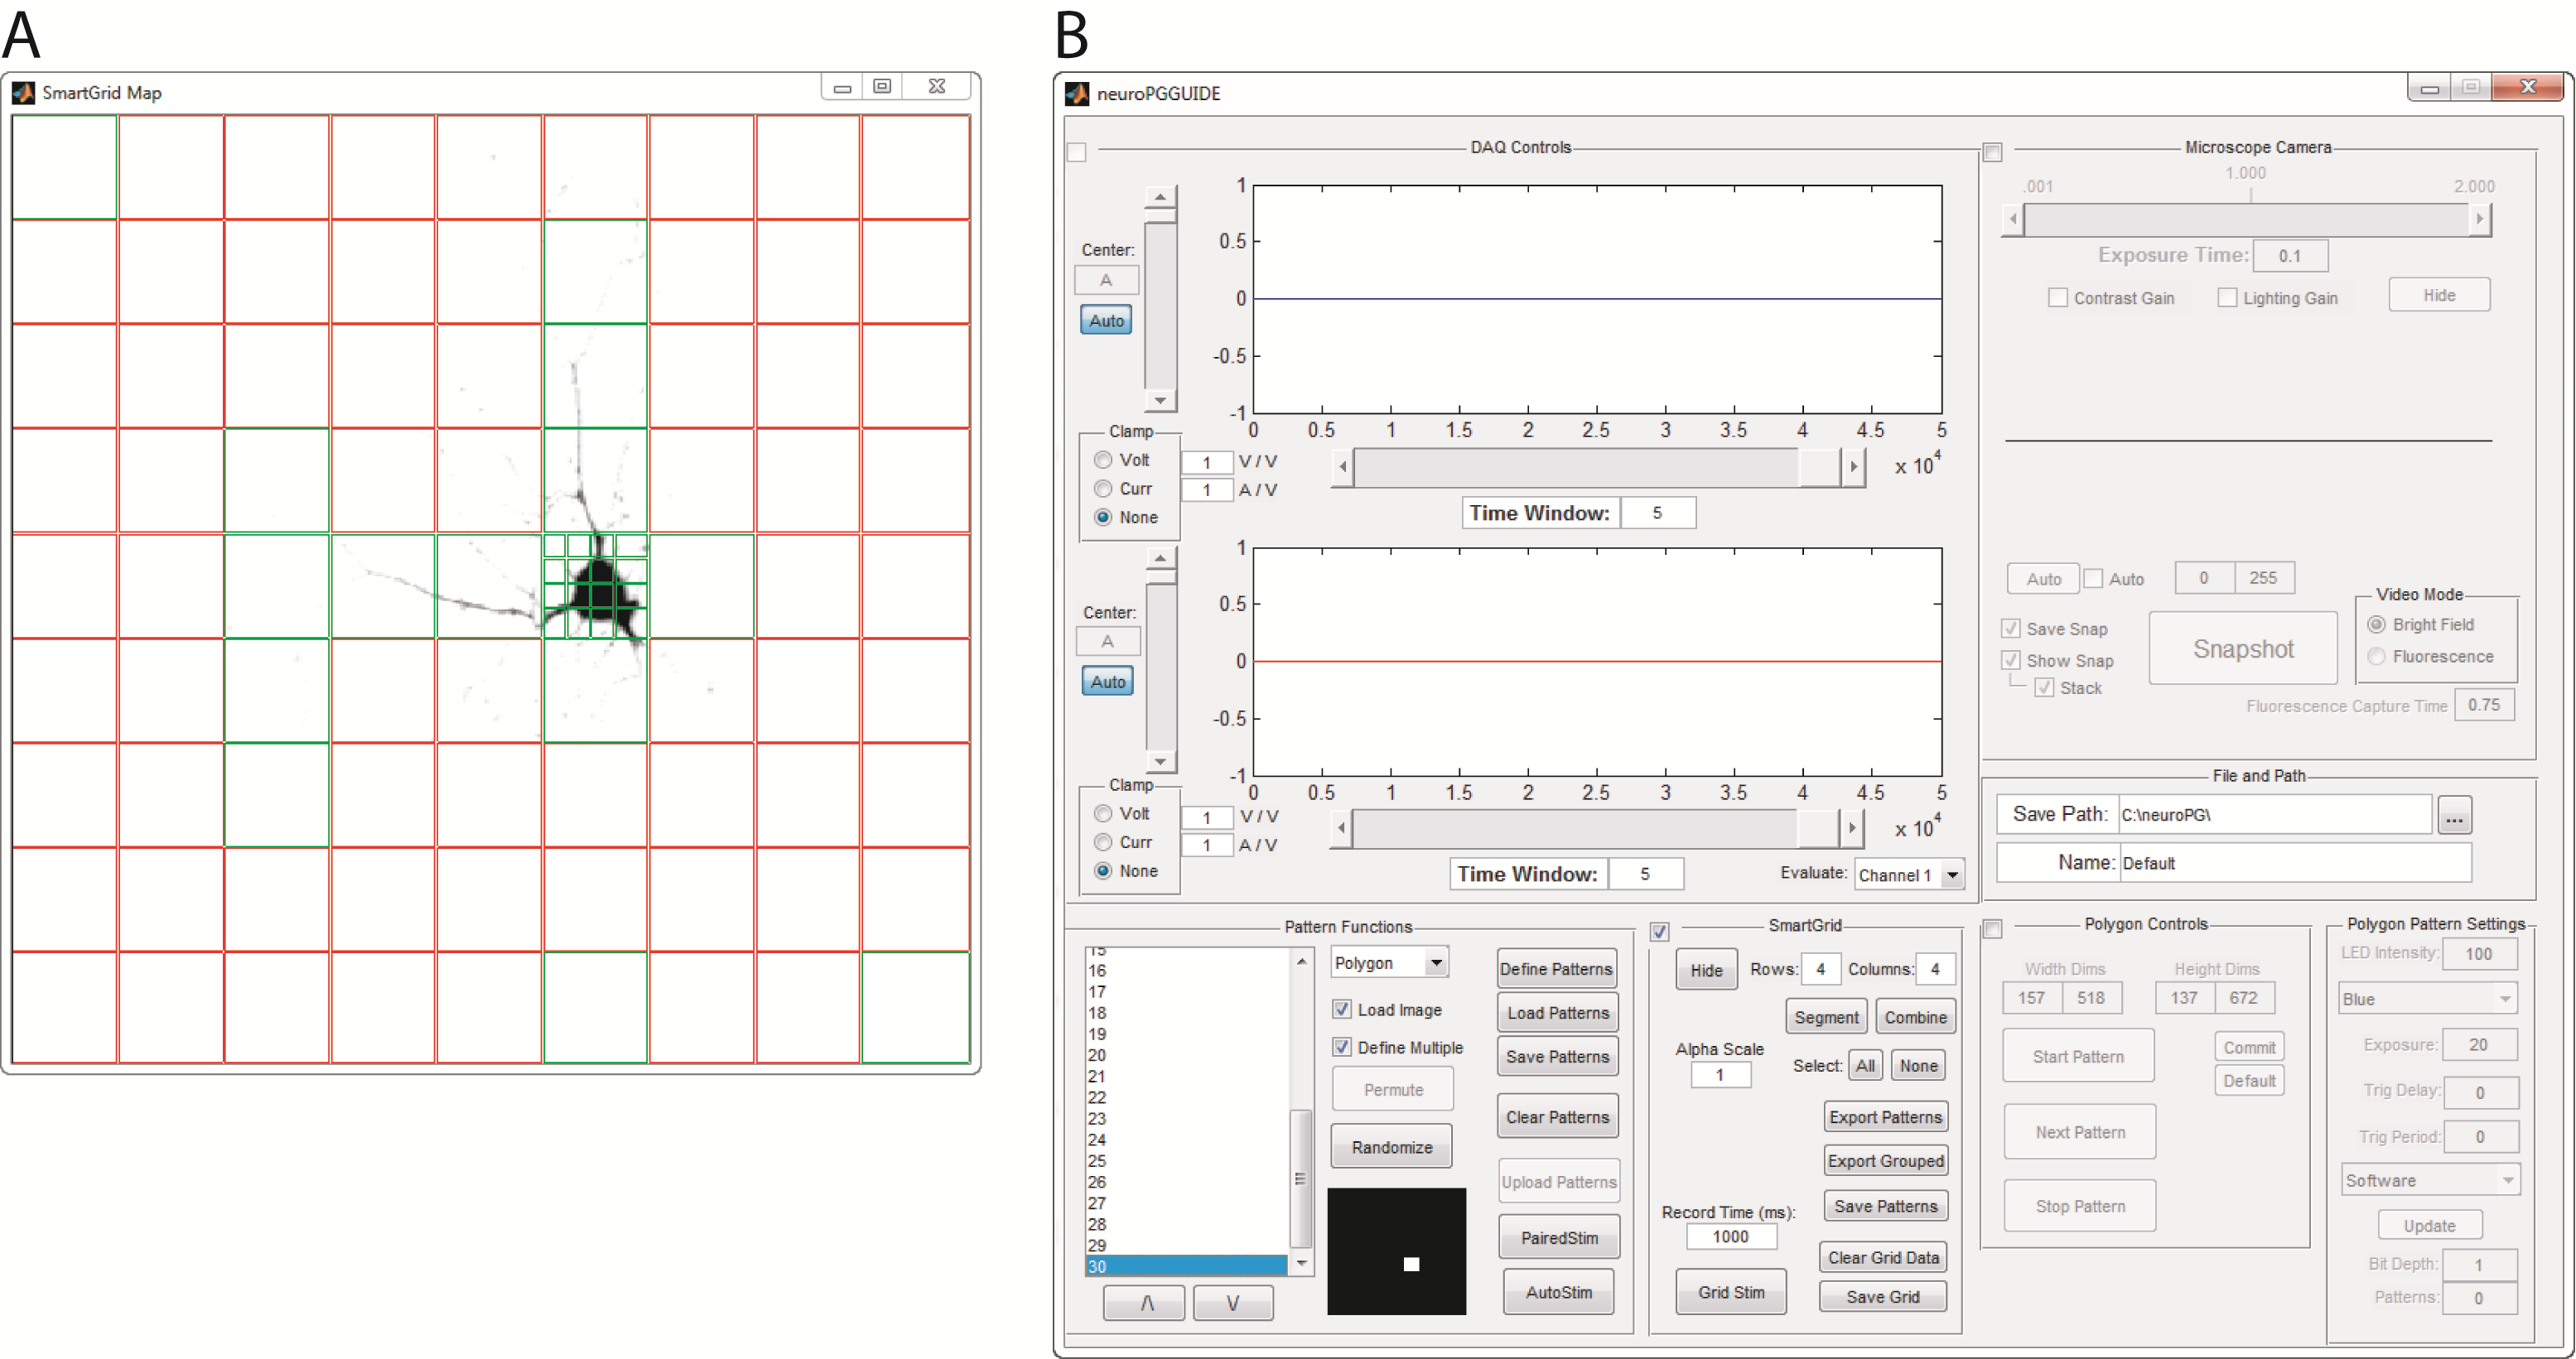 A
SmartGrid Map
B
neuroPGGUIDE
DAQ Controls
1
0.5
0
-0.5
-1
0 0.5 1 1.5 2 2.5 3 3.5 4 4.5 5
x 10^4
Center:
A
Auto
Clamp
Volt 1 V / V
Curr 1 A / V
None
Time Window: 5
1
0.5
0
-0.5
-1
0 0.5 1 1.5 2 2.5 3 3.5 4 4.5 5
x 10^4
Center:
A
Auto
Clamp
Volt 1 V / V
Curr 1 A / V
None
Time Window: 5
Evaluate: Channel 1
Microscope Camera
.001 1.000 2.000
Exposure Time: 0.1
Contrast Gain Lighting Gain Hide
Auto Auto 0 255
Save Snap
Show Snap
Stack
Snapshot
Video Mode
Bright Field
Fluorescence
Fluorescence Capture Time 0.75
File and Path
Save Path: C:\neuroPG\ ...
Name: Default
Pattern Functions
15
16
17
18
19
20
21
22
23
24
25
26
27
28
29
30
/\ \/
Polygon
Load Image
Define Multiple
Permute
Randomize
Define Patterns
Load Patterns
Save Patterns
Clear Patterns
Upload Patterns
PairedStim
AutoStim
SmartGrid
Hide Rows: 4 Columns: 4
Segment Combine
Alpha Scale
1
Select: All None
Export Patterns
Export Grouped
Save Patterns
Record Time (ms):
1000
Clear Grid Data
Grid Stim
Save Grid
Polygon Controls
Width Dims Height Dims
157 518 137 672
Start Pattern
Commit
Default
Next Pattern
Stop Pattern
Polygon Pattern Settings
LED Intensity: 100
Blue
Exposure: 20
Trig Delay: 0
Trig Period: 0
Software
Update
Bit Depth: 1
Patterns: 0